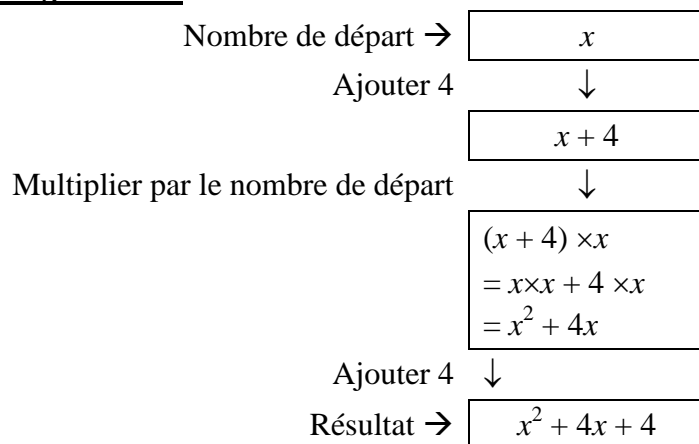 Nombre de départ → x
Ajouter 4 ↓
x + 4
Multiplier par le nombre de départ ↓
(x + 4) ×x
= x×x + 4 ×x
= x² + 4x
Ajouter 4 ↓
Résultat → x² + 4x + 4